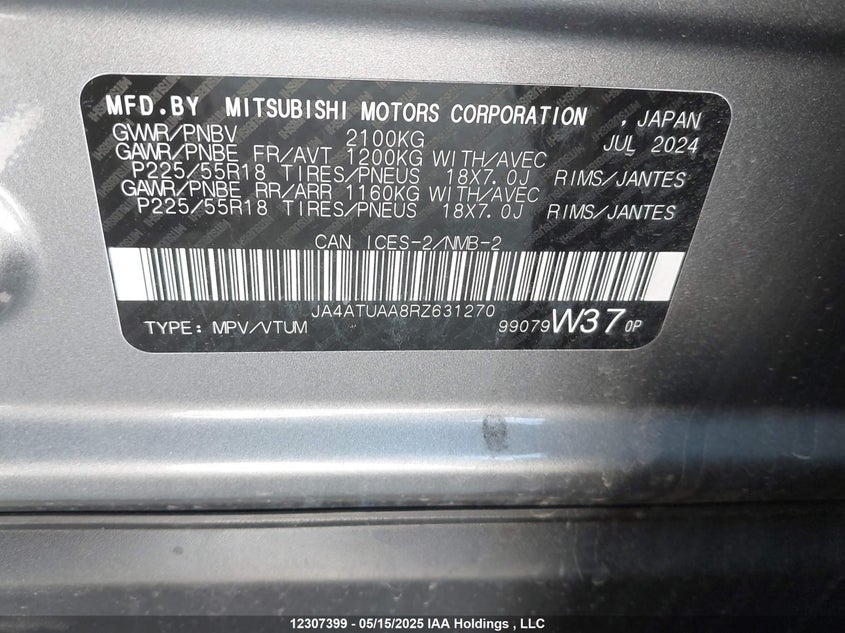 MFD.BY MITSUBISHI MOTORS CORPORATION , JAPAN
GVWR/PNBV 2100KG JUL 2024
GAWR/PNBE FR/AVT 1200KG WITH/AVEC
P225/55R18 TIRES/PNEUS 18X7.0J RIMS/JANTES
GAWR/PNBE RR/ARR 1160KG WITH/AVEC
P225/55R18 TIRES/PNEUS 18X7.0J RIMS/JANTES
CAN ICES-2/NMB-2
JA4ATUAA8RZ631270
TYPE: MPV/VTUM 99079 W37 0P
12307399 - 05/15/2025 IAA Holdings , LLC